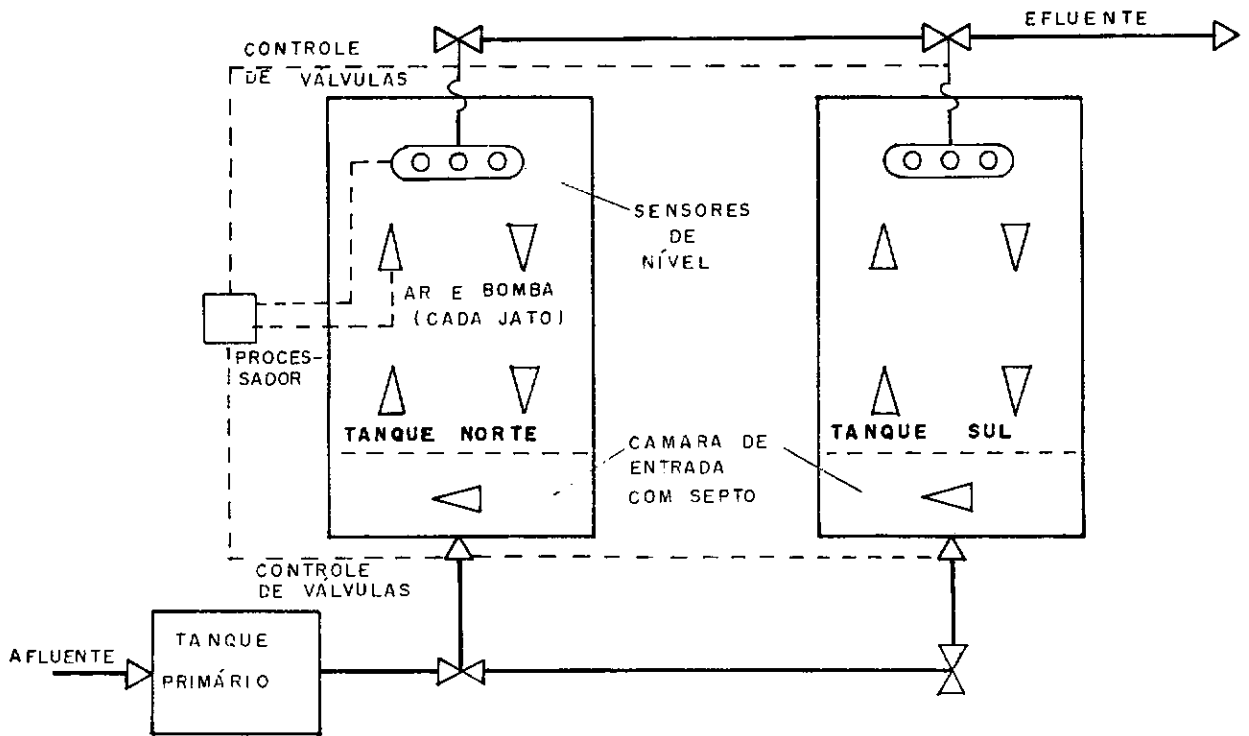 EFLUENTE
CONTROLE
DE VÁLVULAS
SENSORES
DE
NÍVEL
AR E BOMBA
(CADA JATO)
PROCES-
SADOR
TANQUE NORTE
TANQUE SUL
CAMARA DE
ENTRADA
COM SEPTO
CONTROLE
DE VÁLVULAS
AFLUENTE
TANQUE
PRIMÁRIO